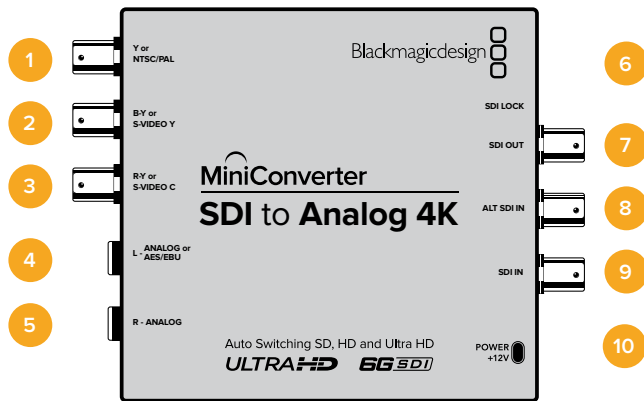 1
Y or
NTSC/PAL
2
B-Y or
S-VIDEO Y
3
R-Y or
S-VIDEO C
4
L - ANALOG or
AES/EBU
5
R - ANALOG
Blackmagicdesign
MiniConverter
SDI to Analog 4K
Auto Switching SD, HD and Ultra HD
ULTRAHD 6G SDI
SDI LOCK
6
SDI OUT
7
ALT SDI IN
8
SDI IN
9
POWER
+12V
10